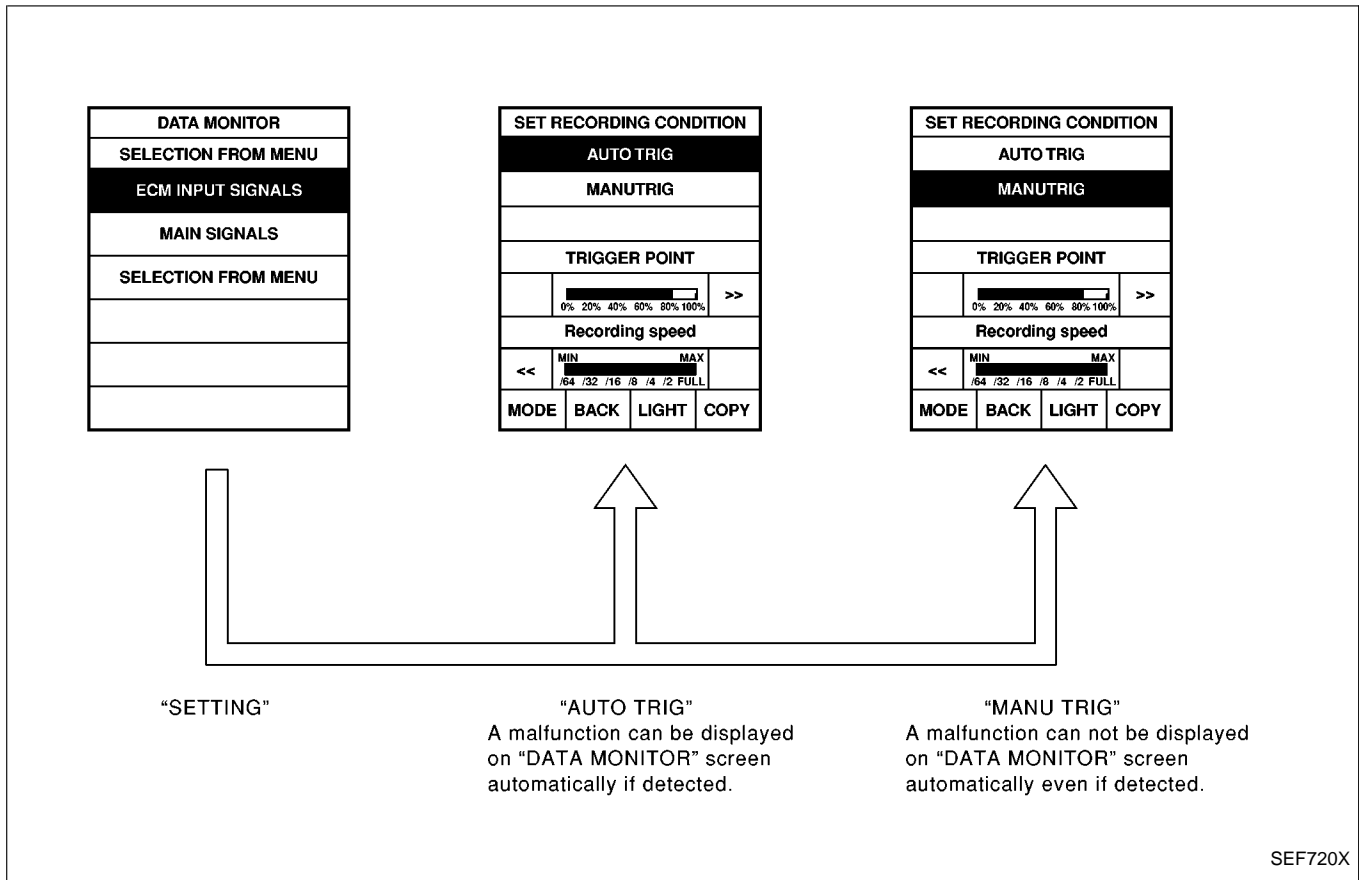 DATA MONITOR
SELECTION FROM MENU
ECM INPUT SIGNALS
MAIN SIGNALS
SELECTION FROM MENU
SET RECORDING CONDITION
AUTO TRIG
MANUTRIG
TRIGGER POINT
>>
0% 20% 40% 60% 80% 100%
Recording speed
MIN MAX
<<
/64 /32 /16 /8 /4 /2 FULL
MODE BACK LIGHT COPY
SET RECORDING CONDITION
AUTO TRIG
MANUTRIG
TRIGGER POINT
>>
0% 20% 40% 60% 80% 100%
Recording speed
MIN MAX
<<
/64 /32 /16 /8 /4 /2 FULL
MODE BACK LIGHT COPY
“SETTING”
“AUTO TRIG”
A malfunction can be displayed
on “DATA MONITOR” screen
automatically if detected.
“MANU TRIG”
A malfunction can not be displayed
on “DATA MONITOR” screen
automatically even if detected.
SEF720X